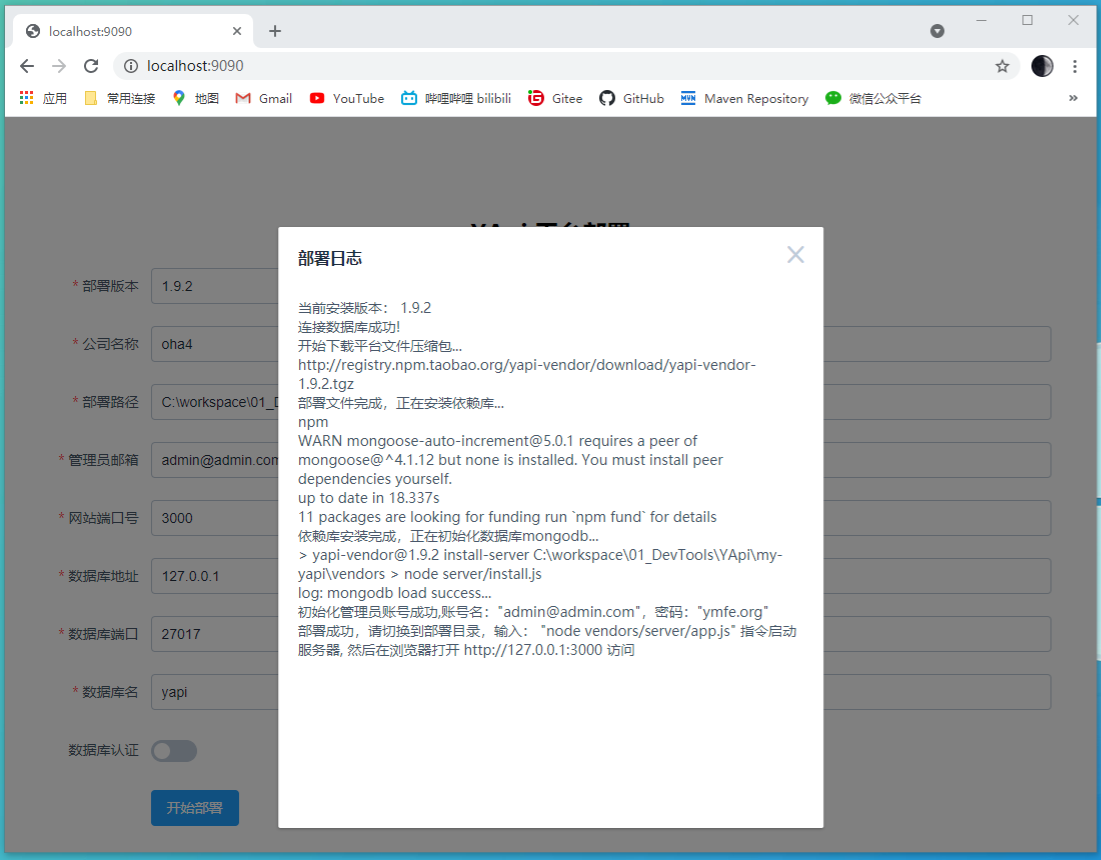 localhost:9090
localhost:9090
应用 常用连接 地图 Gmail YouTube 哔哩哔哩 bilibili Gitee GitHub MVN Maven Repository 微信公众平台 »
部署日志
当前安装版本： 1.9.2
连接数据库成功!
开始下载平台文件压缩包...
http://registry.npm.taobao.org/yapi-vendor/download/yapi-vendor-
1.9.2.tgz
部署文件完成，正在安装依赖库...
npm
WARN mongoose-auto-increment@5.0.1 requires a peer of
mongoose@^4.1.12 but none is installed. You must install peer
dependencies yourself.
up to date in 18.337s
11 packages are looking for funding run `npm fund` for details
依赖库安装完成，正在初始化数据库mongodb...
> yapi-vendor@1.9.2 install-server C:\workspace\01_DevTools\YApi\my-
yapi\vendors > node server/install.js
log: mongodb load success...
初始化管理员账号成功,账号名："admin@admin.com"，密码："ymfe.org"
部署成功，请切换到部署目录，输入： "node vendors/server/app.js" 指令启动
服务器, 然后在浏览器打开 http://127.0.0.1:3000 访问
* 部署版本 1.9.2
* 公司名称 oha4
* 部署路径 C:\workspace\01_D
* 管理员邮箱 admin@admin.com
* 网站端口号 3000
* 数据库地址 127.0.0.1
* 数据库端口 27017
* 数据库名 yapi
数据库认证
开始部署